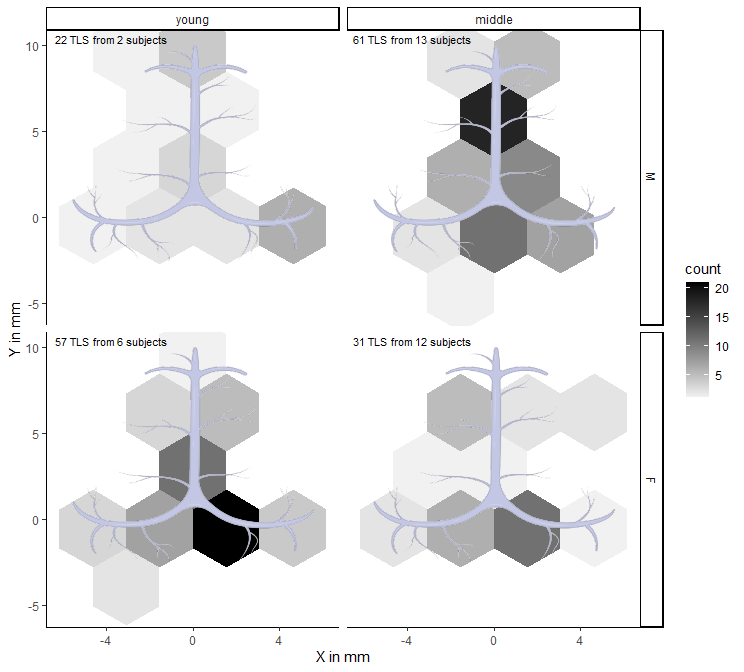 young
middle
22 TLS from 2 subjects
61 TLS from 13 subjects
10
5
0
-5
M
57 TLS from 6 subjects
31 TLS from 12 subjects
10
5
0
-5
F
Y in mm
-4
0
4
-4
0
4
X in mm
count
20
15
10
5